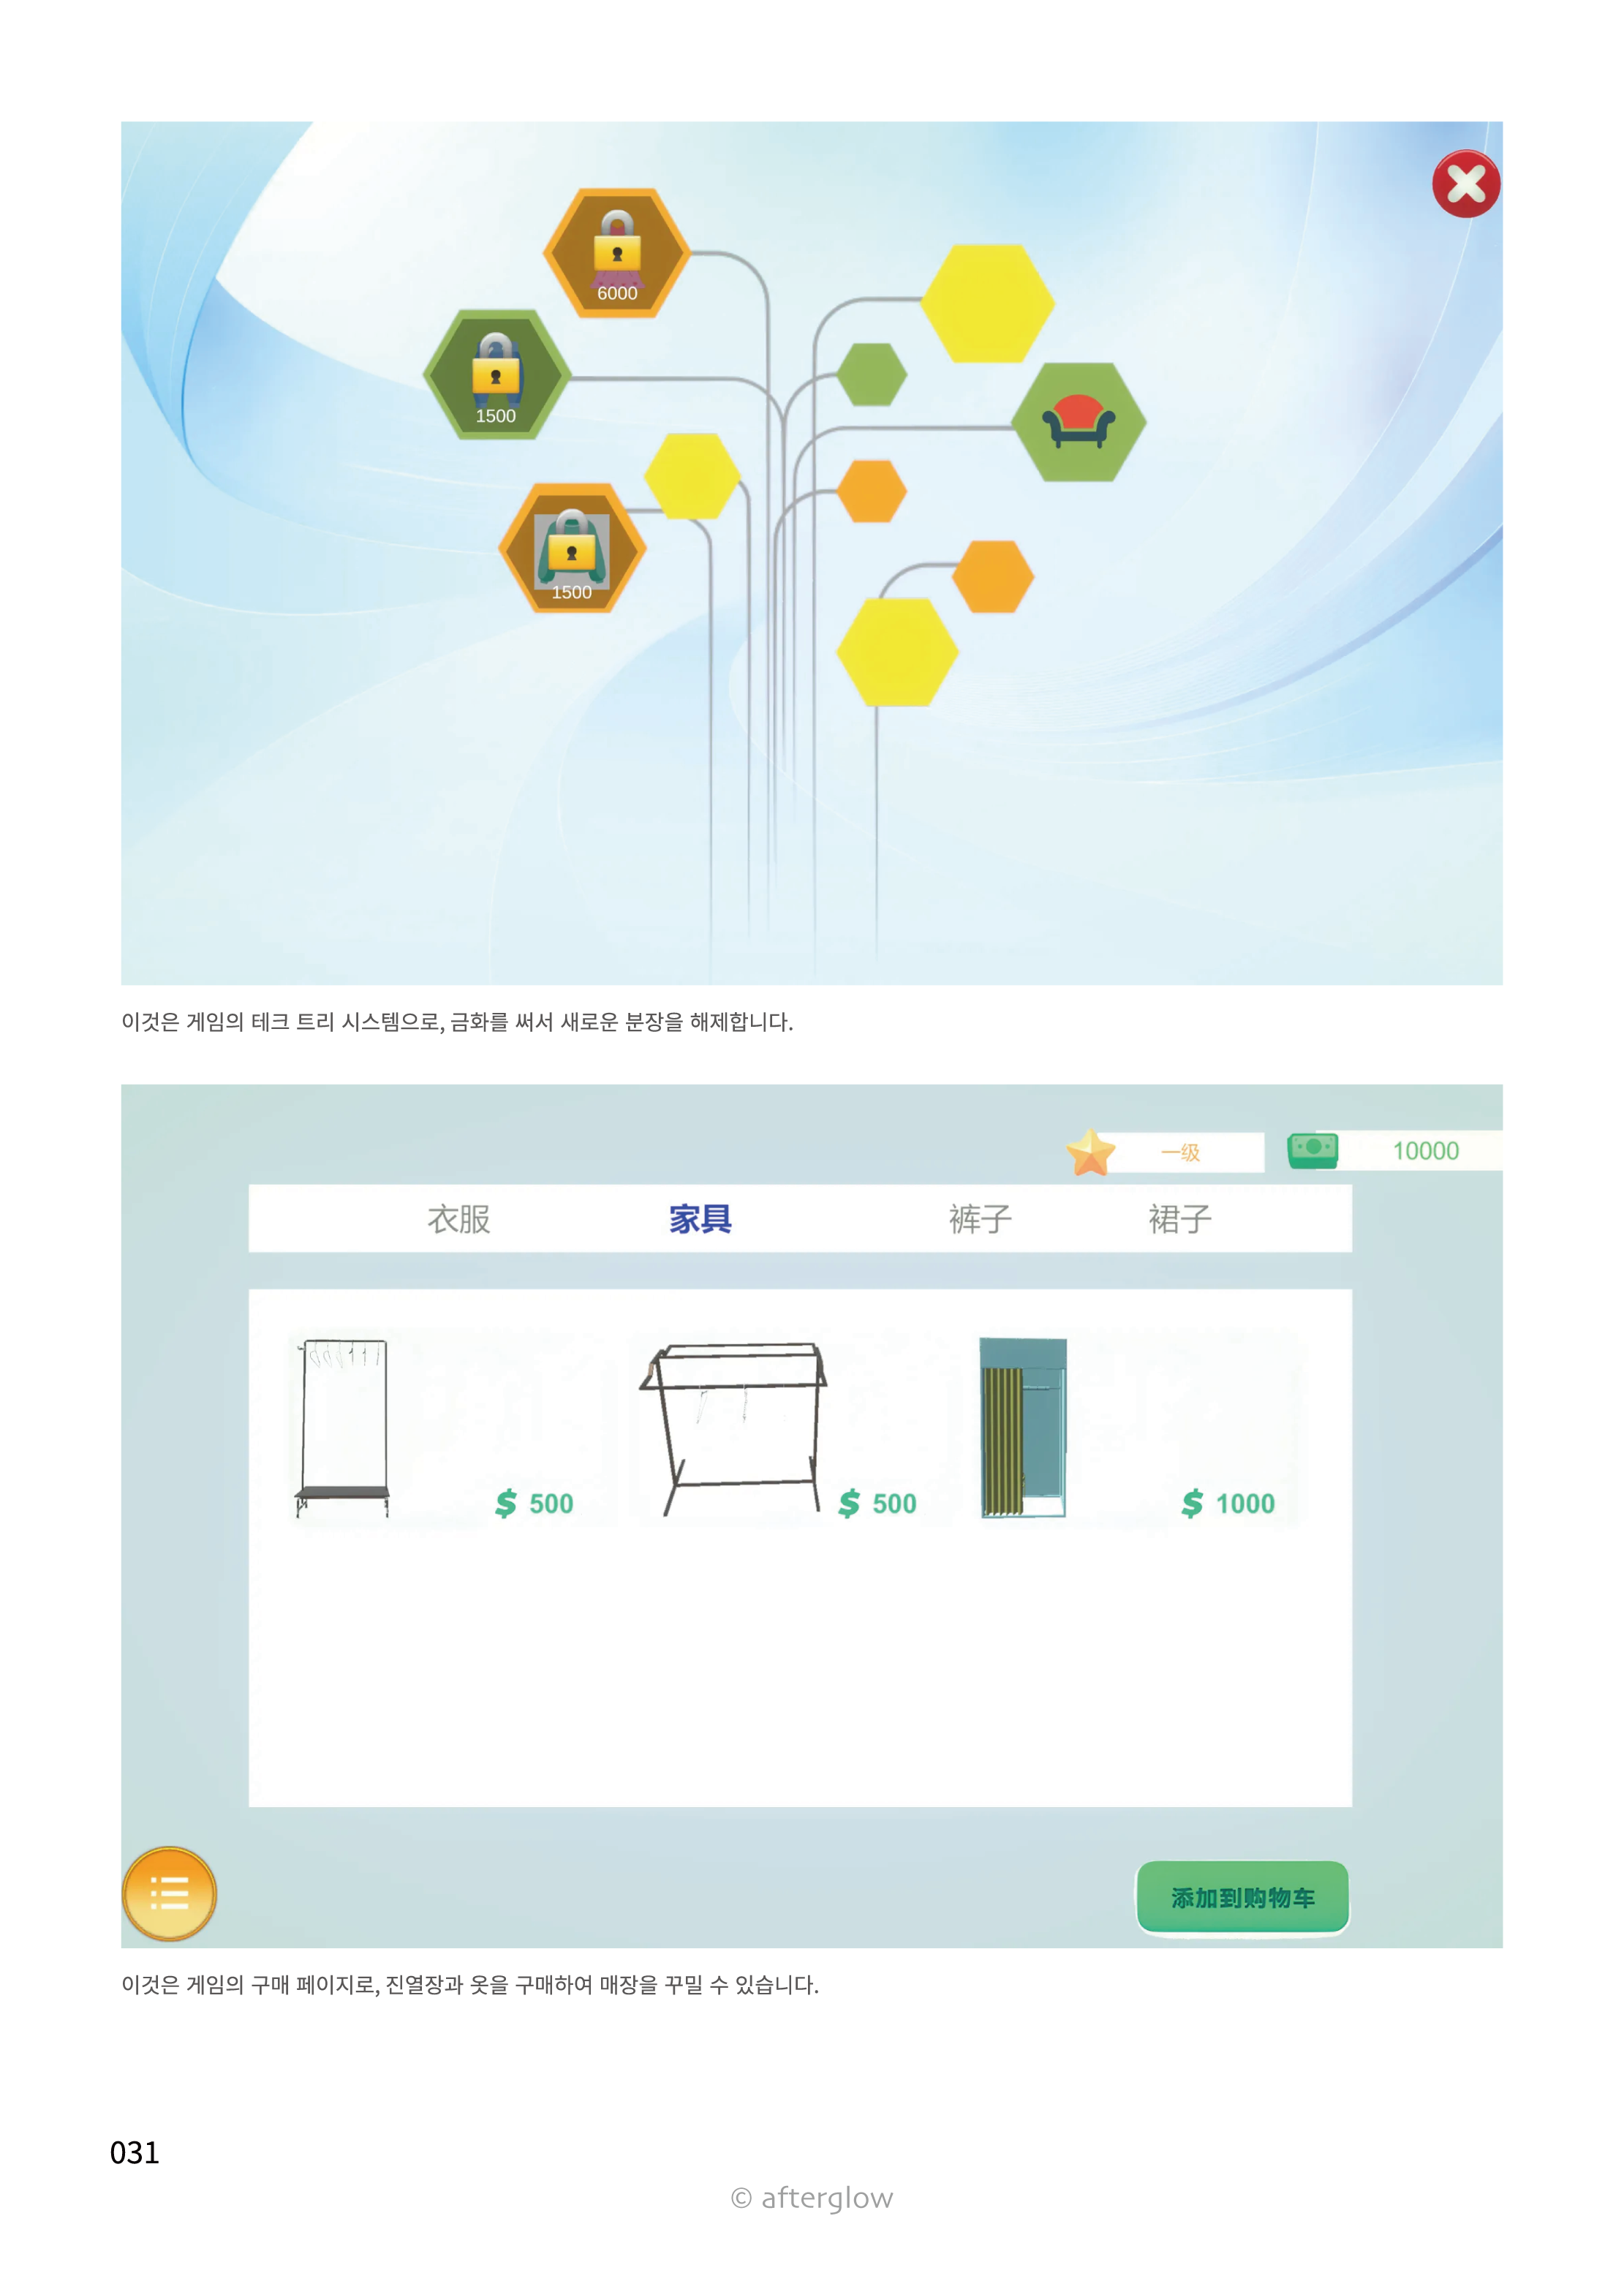 6000
1500
1500
이것은 게임의 테크 트리 시스템으로, 금화를 써서 새로운 분장을 해제합니다.
一级 10000
衣服 家具 裤子 裙子
$ 500 $ 500 $ 1000
添加到购物车
이것은 게임의 구매 페이지로, 진열장과 옷을 구매하여 매장을 꾸밀 수 있습니다.
031
© afterglow